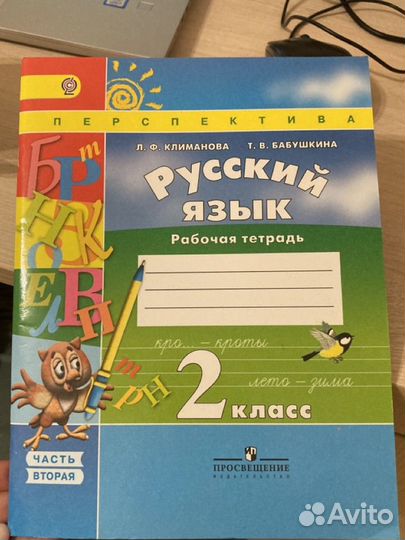 ПЕРСПЕКТИВА
Л. Ф. КЛИМАНОВА Т. В. БАБУШКИНА
Русский
язык
Рабочая тетрадь
кро... – кроты
лето – зима
2 класс
ЧАСТЬ
ВТОРАЯ
ПРОСВЕЩЕНИЕ
ИЗДАТЕЛЬСТВО
Avito